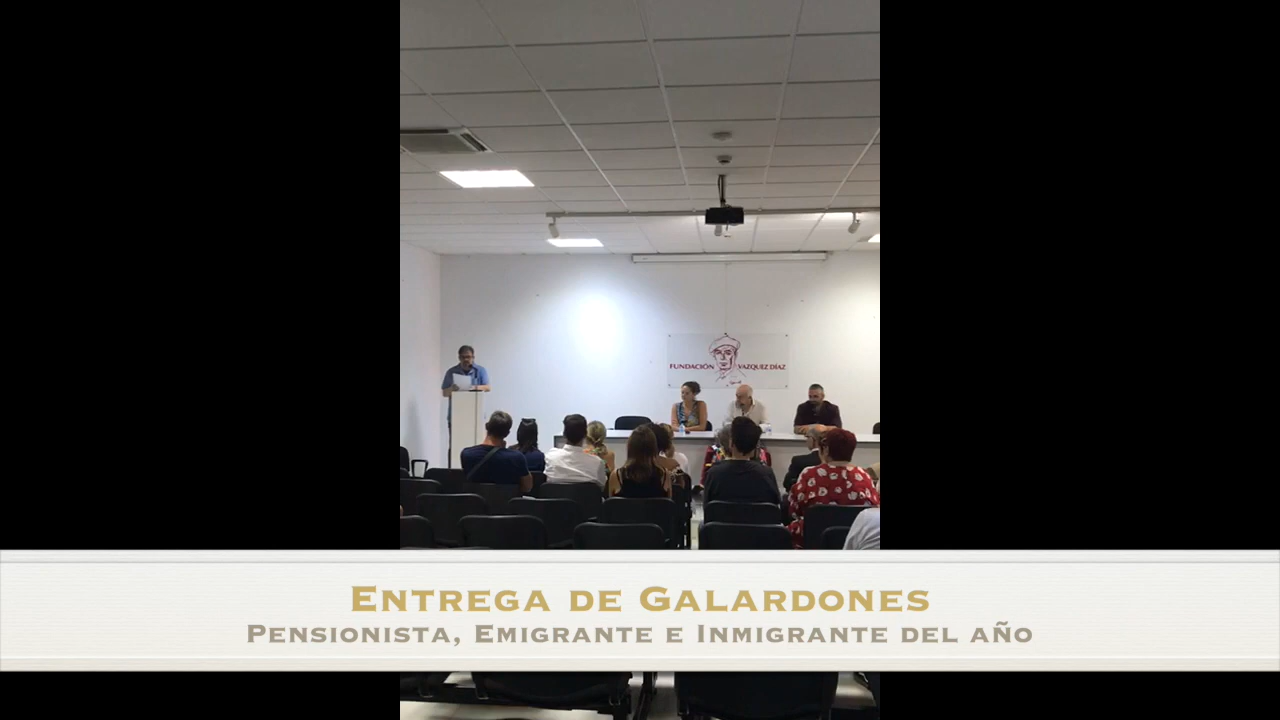 FUNDACIÓN VAZQUEZ DÍAZ
Entrega de Galardones
Pensionista, Emigrante e Inmigrante del año